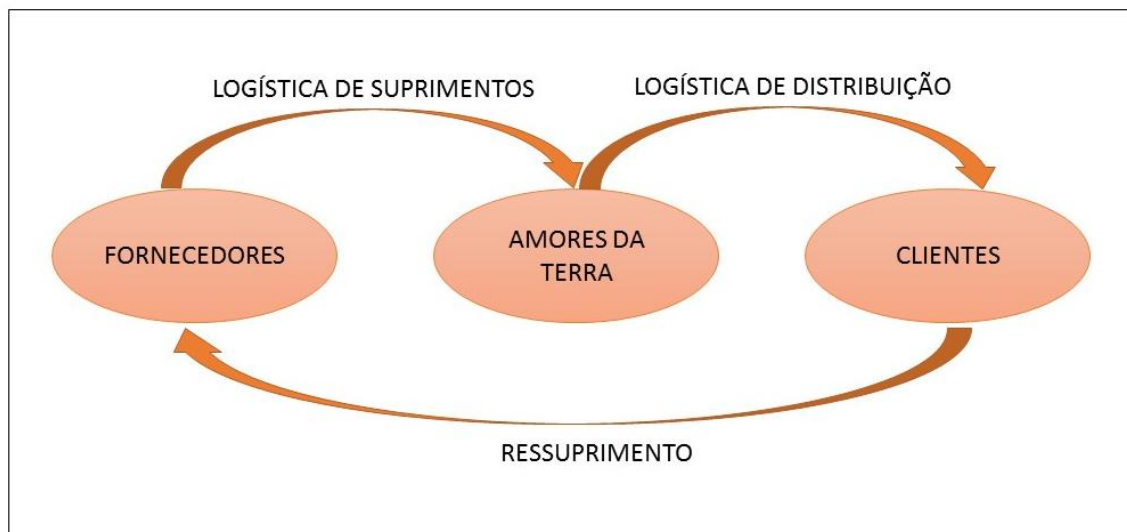 LOGÍSTICA DE SUPRIMENTOS
LOGÍSTICA DE DISTRIBUIÇÃO
FORNECEDORES
AMORES DA
TERRA
CLIENTES
RESSUPRIMENTO